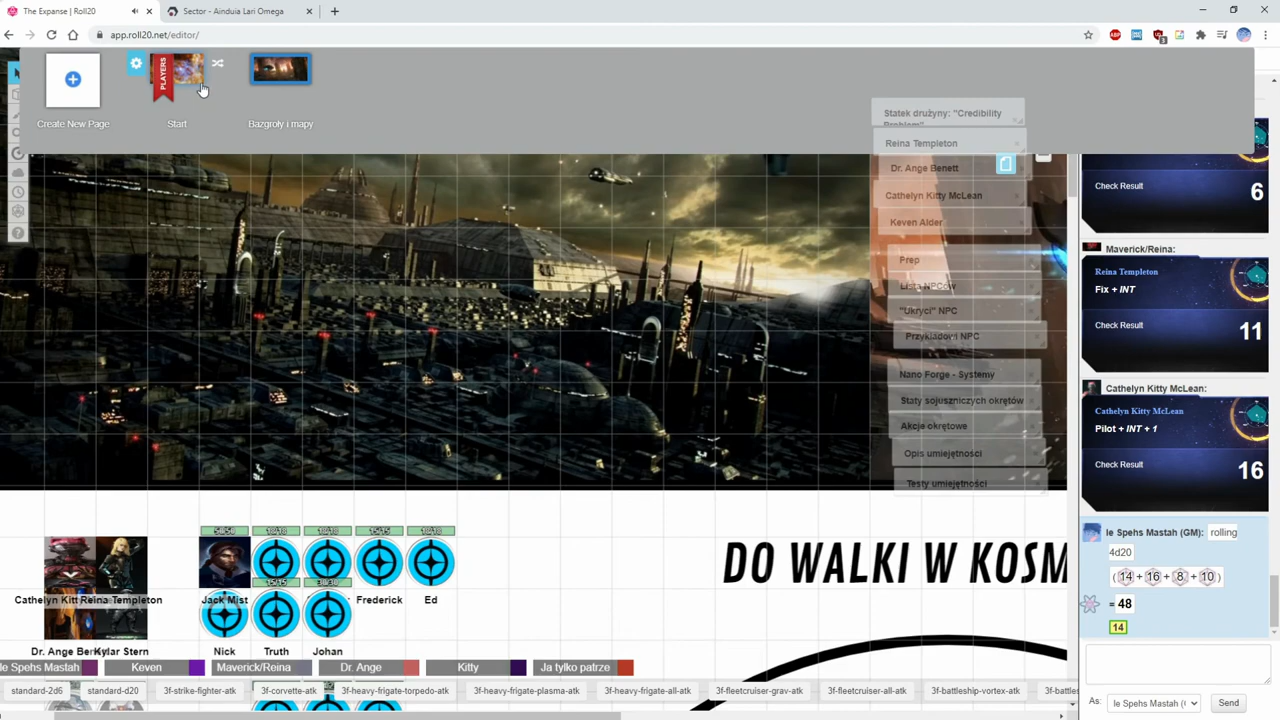 The Expanse | Roll20
Sector - Ainduia Lari Omega
app.roll20.net/editor/
PLAYERS
Create New Page
Start
Bazgroły i mapy
Statek drużyny: "Credibility
Problem"
Reina Templeton
Dr. Ange Benett
Cathelyn Kitty McLean
Keven Alder
Prep
Lista NPCów
"Ukryci" NPC
Przykładowi NPC
Nano Forge - Systemy
Staty sojuszniczych okrętów
Akcje okrętowe
Opis umiejętności
Testy umiejętności
Check Result
6
Maverick/Reina:
Reina Templeton
Fix + INT
Check Result
11
Cathelyn Kitty McLean:
Cathelyn Kitty McLean
Pilot + INT + 1
Check Result
16
le Spehs Mastah (GM): rolling
4d20
(14+16+8+10)
= 48
14
As: le Spehs Mastah (
Send
DO WALKI W KOSM
Cathelyn Kitt
Reina Templeton
Jack Mist
Frederick
Ed
Dr. Ange Be
Kylar Stern
Nick
Truth
Johan
le Spehs Mastah
Keven
Maverick/Reina
Dr. Ange
Kitty
Ja tylko patrze
standard-2d6
standard-d20
3f-strike-fighter-atk
3f-corvette-atk
3f-heavy-frigate-torpedo-atk
3f-heavy-frigate-plasma-atk
3f-heavy-frigate-all-atk
3f-fleetcruiser-grav-atk
3f-fleetcruiser-all-atk
3f-battleship-vortex-atk
3f-battles